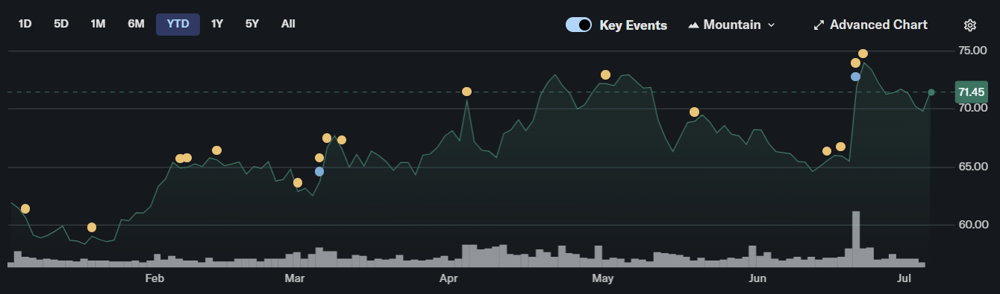 1D 5D 1M 6M YTD 1Y 5Y All Key Events Mountain Advanced Chart
75.00
71.45
70.00
65.00
60.00
Feb Mar Apr May Jun Jul